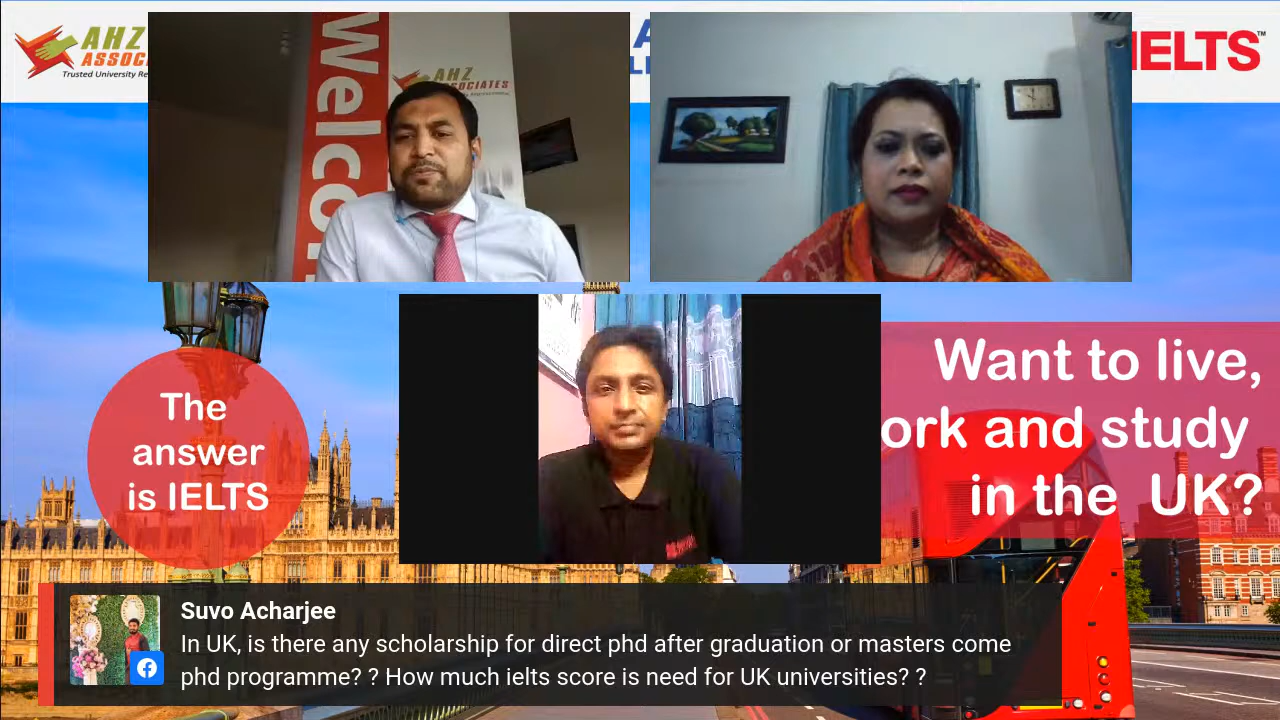 AHZ
ASSOC
Trusted University Re
IELTS™
Welco
AHZ
ASSOCIATES
The
answer
is IELTS
Want to live,
ork and study
in the UK?
Suvo Acharjee
In UK, is there any scholarship for direct phd after graduation or masters come
phd programme? ? How much ielts score is need for UK universities? ?